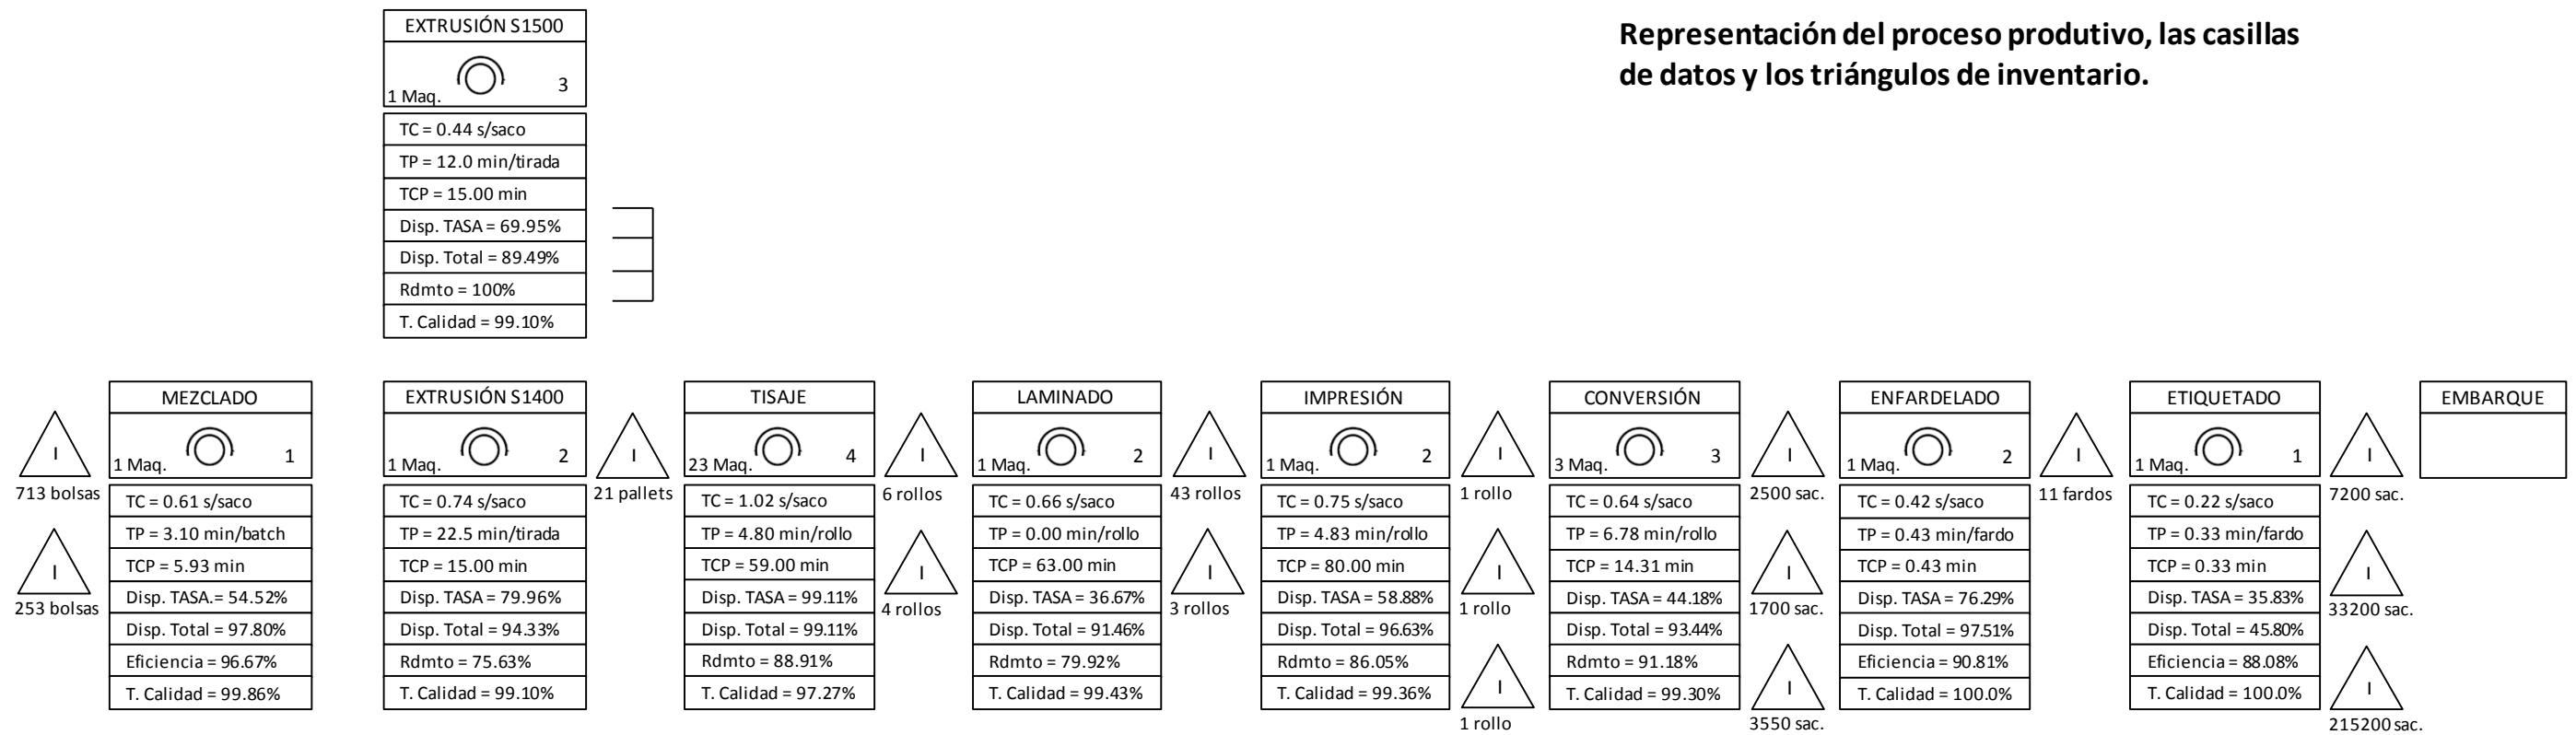 EXTRUSIÓN S1500
1 Maq.
3
TC = 0.44 s/saco
TP = 12.0 min/tirada
TCP = 15.00 min
Disp. TASA = 69.95%
Disp. Total = 89.49%
Rdmto = 100%
T. Calidad = 99.10%
Representación del proceso produtivo, las casillas
de datos y los triángulos de inventario.
I
713 bolsas
I
253 bolsas
MEZCLADO
1 Maq.
1
TC = 0.61 s/saco
TP = 3.10 min/batch
TCP = 5.93 min
Disp. TASA.= 54.52%
Disp. Total = 97.80%
Eficiencia = 96.67%
T. Calidad = 99.86%
EXTRUSIÓN S1400
1 Maq.
2
TC = 0.74 s/saco
TP = 22.5 min/tirada
TCP = 15.00 min
Disp. TASA = 79.96%
Disp. Total = 94.33%
Rdmto = 75.63%
T. Calidad = 99.10%
I
21 pallets
TISAJE
23 Maq.
4
TC = 1.02 s/saco
TP = 4.80 min/rollo
TCP = 59.00 min
Disp. TASA = 99.11%
Disp. Total = 99.11%
Rdmto = 88.91%
T. Calidad = 97.27%
I
6 rollos
I
4 rollos
LAMINADO
1 Maq.
2
TC = 0.66 s/saco
TP = 0.00 min/rollo
TCP = 63.00 min
Disp. TASA = 36.67%
Disp. Total = 91.46%
Rdmto = 79.92%
T. Calidad = 99.43%
I
43 rollos
I
3 rollos
IMPRESIÓN
1 Maq.
2
TC = 0.75 s/saco
TP = 4.83 min/rollo
TCP = 80.00 min
Disp. TASA = 58.88%
Disp. Total = 96.63%
Rdmto = 86.05%
T. Calidad = 99.36%
I
1 rollo
I
1 rollo
I
1 rollo
CONVERSIÓN
3 Maq.
3
TC = 0.64 s/saco
TP = 6.78 min/rollo
TCP = 14.31 min
Disp. TASA = 44.18%
Disp. Total = 93.44%
Rdmto = 91.18%
T. Calidad = 99.30%
I
2500 sac.
I
1700 sac.
I
3550 sac.
ENFARDELADO
1 Maq.
2
TC = 0.42 s/saco
TP = 0.43 min/fardo
TCP = 0.43 min
Disp. TASA = 76.29%
Disp. Total = 97.51%
Eficiencia = 90.81%
T. Calidad = 100.0%
I
11 fardos
ETIQUETADO
1 Maq.
1
TC = 0.22 s/saco
TP = 0.33 min/fardo
TCP = 0.33 min
Disp. TASA = 35.83%
Disp. Total = 45.80%
Eficiencia = 88.08%
T. Calidad = 100.0%
I
7200 sac.
I
33200 sac.
I
215200 sac.
EMBARQUE